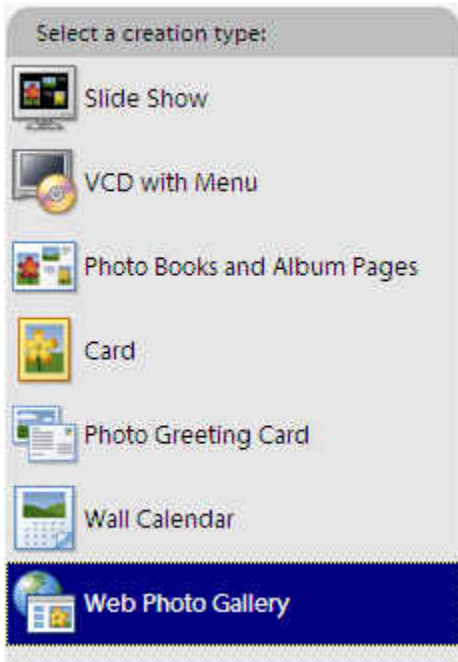 Select a creation type:
Slide Show
VCD with Menu
Photo Books and Album Pages
Card
Photo Greeting Card
Wall Calendar
Web Photo Gallery